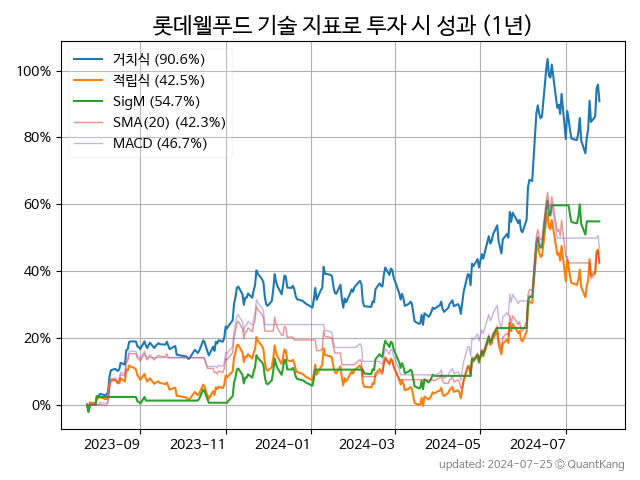 롯데웰푸드 기술 지표로 투자 시 성과 (1년)
거치식 (90.6%)
적립식 (42.5%)
SigM (54.7%)
SMA(20) (42.3%)
MACD (46.7%)
100%
80%
60%
40%
20%
0%
2023-09 2023-11 2024-01 2024-03 2024-05 2024-07
updated: 2024-07-25 © QuantKang